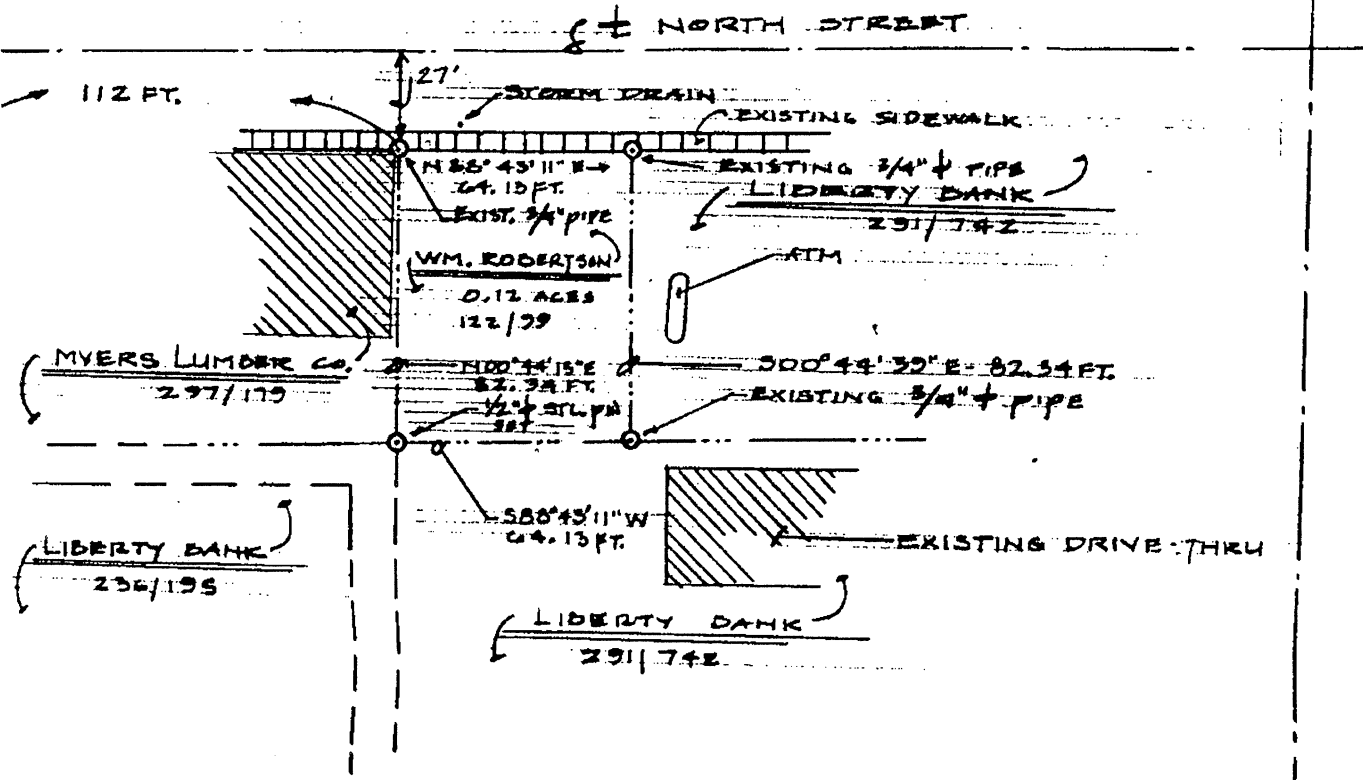 ℄ NORTH STREET
27'
112 FT.
STORM DRAIN
EXISTING SIDEWALK
N 88° 43' 11" E →
64.13 FT.
EXIST. 3/4" PIPE
EXISTING 3/4" ⌀ PIPE
LIBERTY BANK
291/742
WM. ROBERTSON
0.12 ACES
122/99
ATM
MYERS LUMBER CO.
297/179
N00° 44' 15" E
82.34 FT.
1/2" ⌀ STL PIN
SET
S00° 44' 39" E - 82.34 FT.
EXISTING 3/4" ⌀ PIPE
S88° 43' 11" W
64.13 FT.
EXISTING DRIVE-THRU
LIBERTY BANK
236/195
LIBERTY BANK
291/742